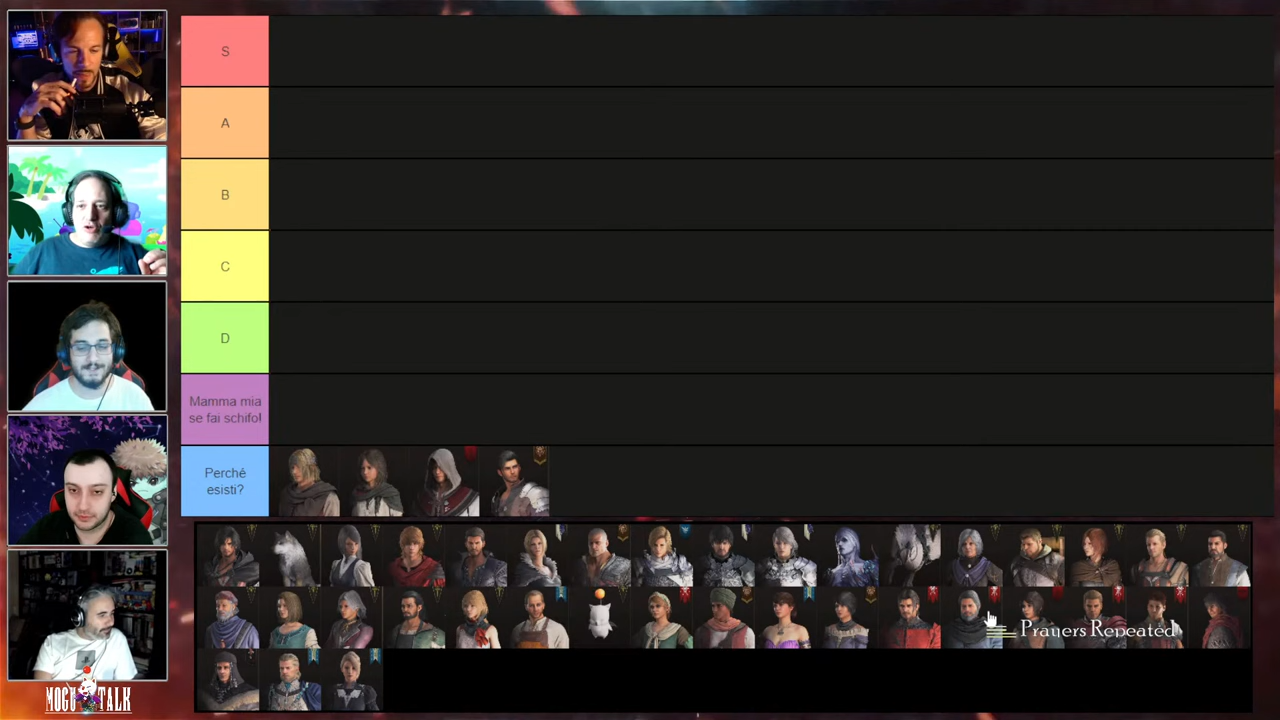 S
A
B
C
D
Mamma mia
se fai schifo!
Perché
esisti?
Prayers Repeated
MOGU TALK